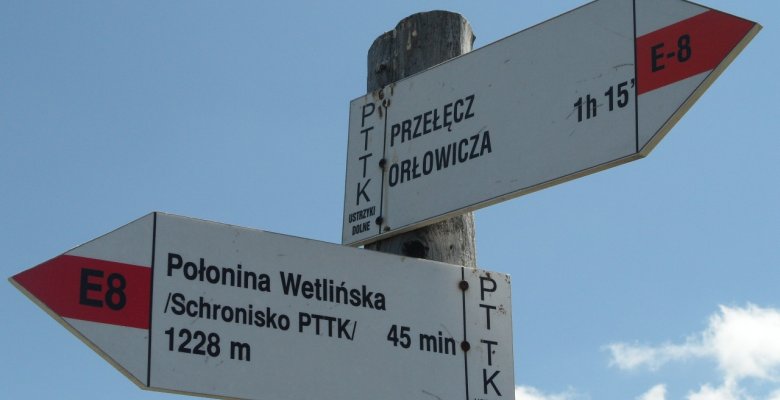 E-8
PTTK
USTRZYKI
DOLNE
PRZEŁĘCZ
ORŁOWICZA
1h 15'
E8
Połonina Wetlińska
/Schronisko PTTK/
45 min
1228 m
PTTK